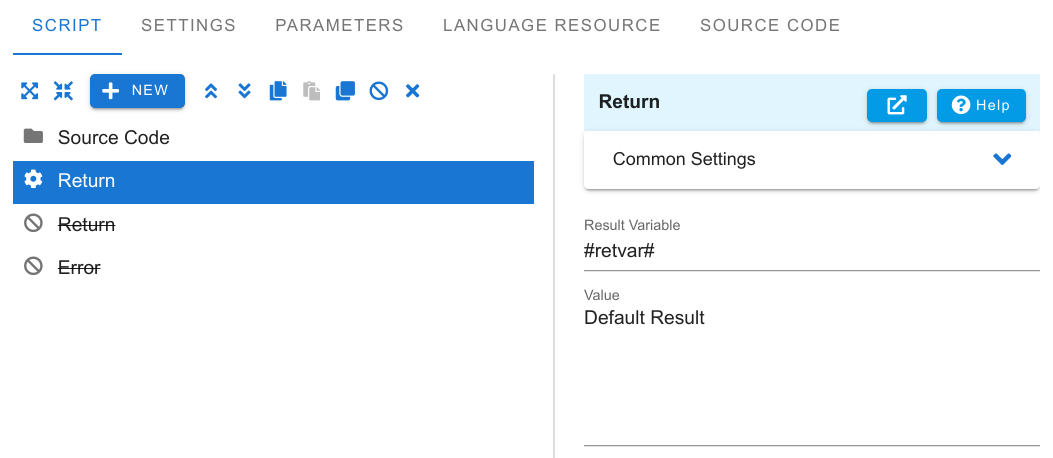 SCRIPT SETTINGS PARAMETERS LANGUAGE RESOURCE SOURCE CODE
NEW
Source Code
Return
Return
Error
Return
Help
Common Settings
Result Variable
#retvar#
Value
Default Result